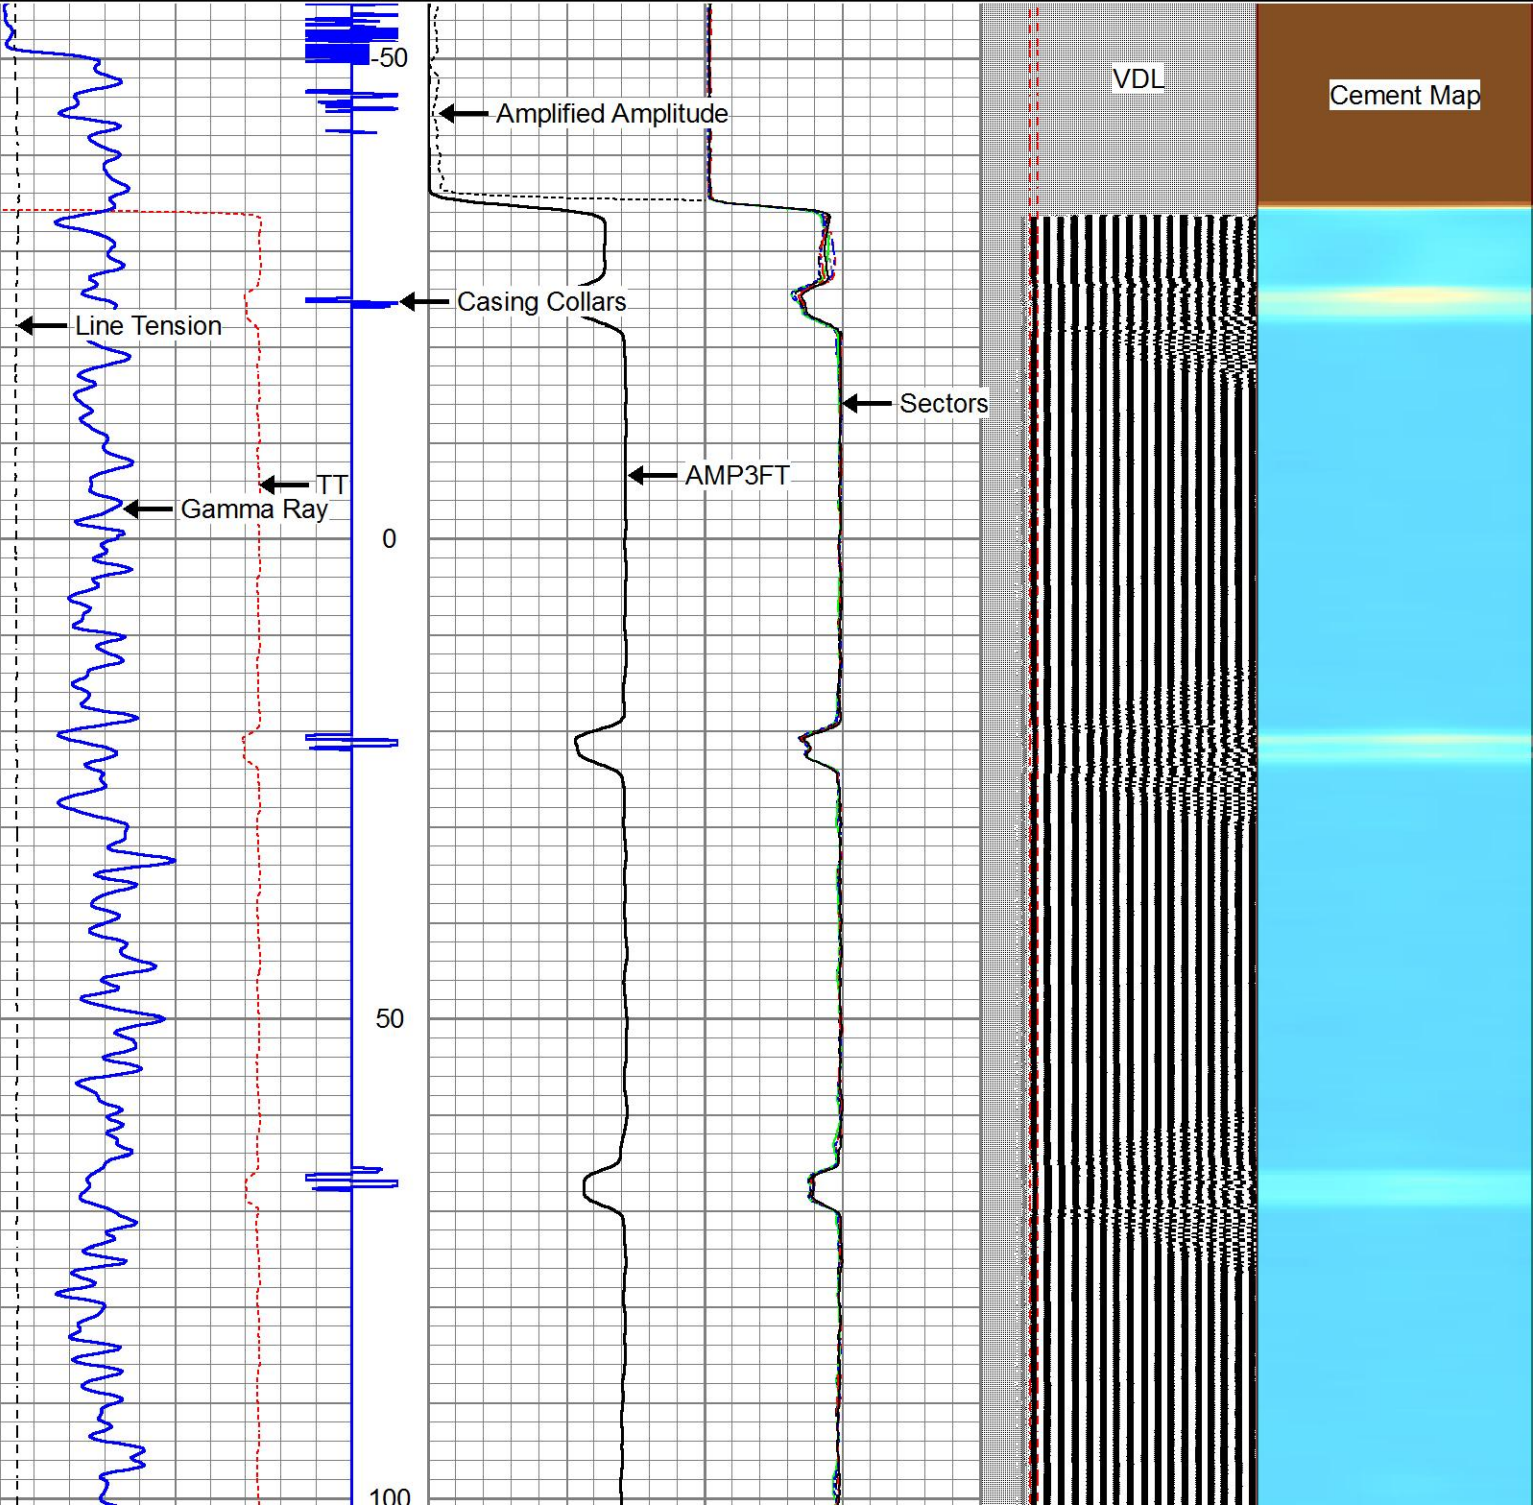 -50
VDL
Cement Map
Amplified Amplitude
Casing Collars
Line Tension
Sectors
AMP3FT
TT
Gamma Ray
0
50
100